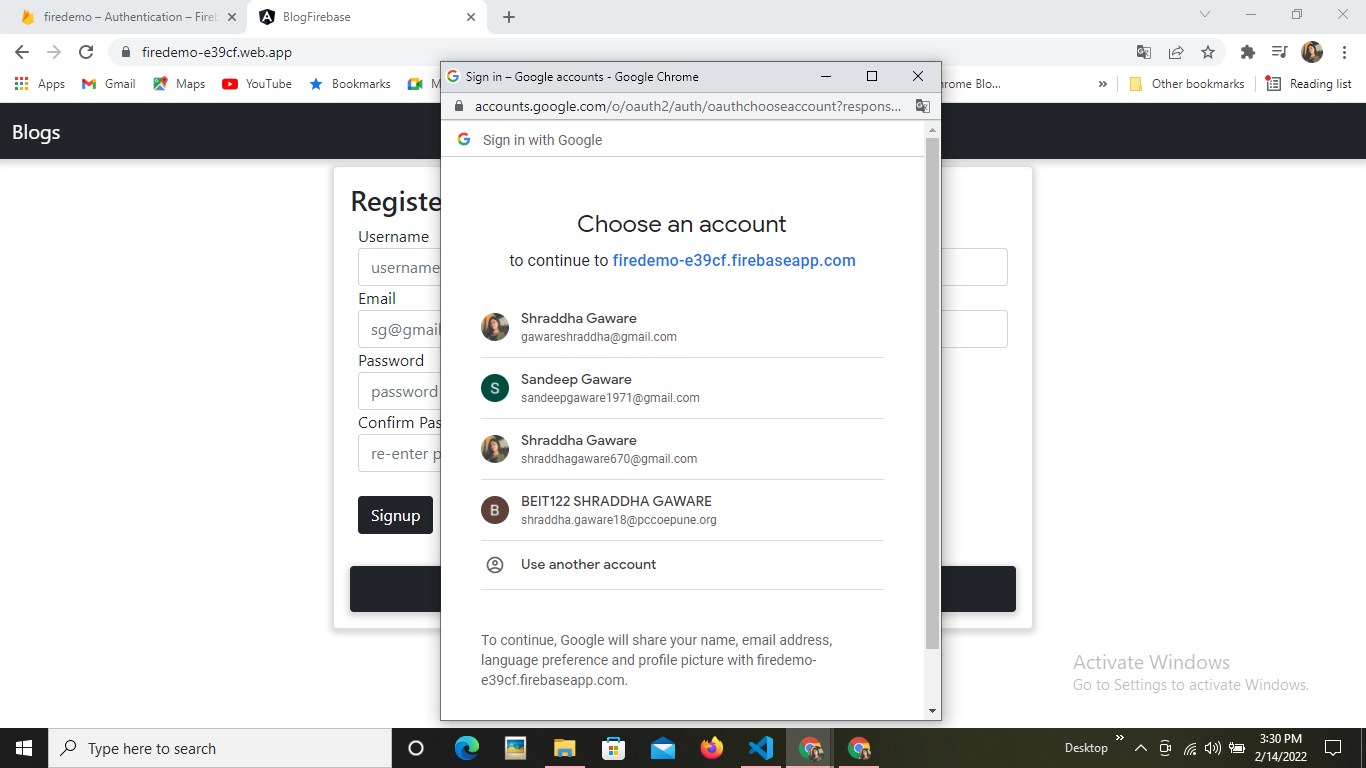 firedemo – Authentication – Fireb
BlogFirebase
firedemo-e39cf.web.app
Apps
Gmail
Maps
YouTube
Bookmarks
M
hrome Blo...
»
Other bookmarks
Reading list
Sign in – Google accounts - Google Chrome
accounts.google.com/o/oauth2/auth/oauthchooseaccount?respons...
Blogs
Sign in with Google
Registe
Username
username
Email
sg@gmail
Password
password
Confirm Pas
re-enter p
Signup
Choose an account
to continue to firedemo-e39cf.firebaseapp.com
Shraddha Gaware
gawareshraddha@gmail.com
S
Sandeep Gaware
sandeepgaware1971@gmail.com
Shraddha Gaware
shraddhagaware670@gmail.com
B
BEIT122 SHRADDHA GAWARE
shraddha.gaware18@pccoepune.org
Use another account
To continue, Google will share your name, email address,
language preference and profile picture with firedemo-
e39cf.firebaseapp.com.
Activate Windows
Go to Settings to activate Windows.
Type here to search
Desktop
»
3:30 PM
2/14/2022